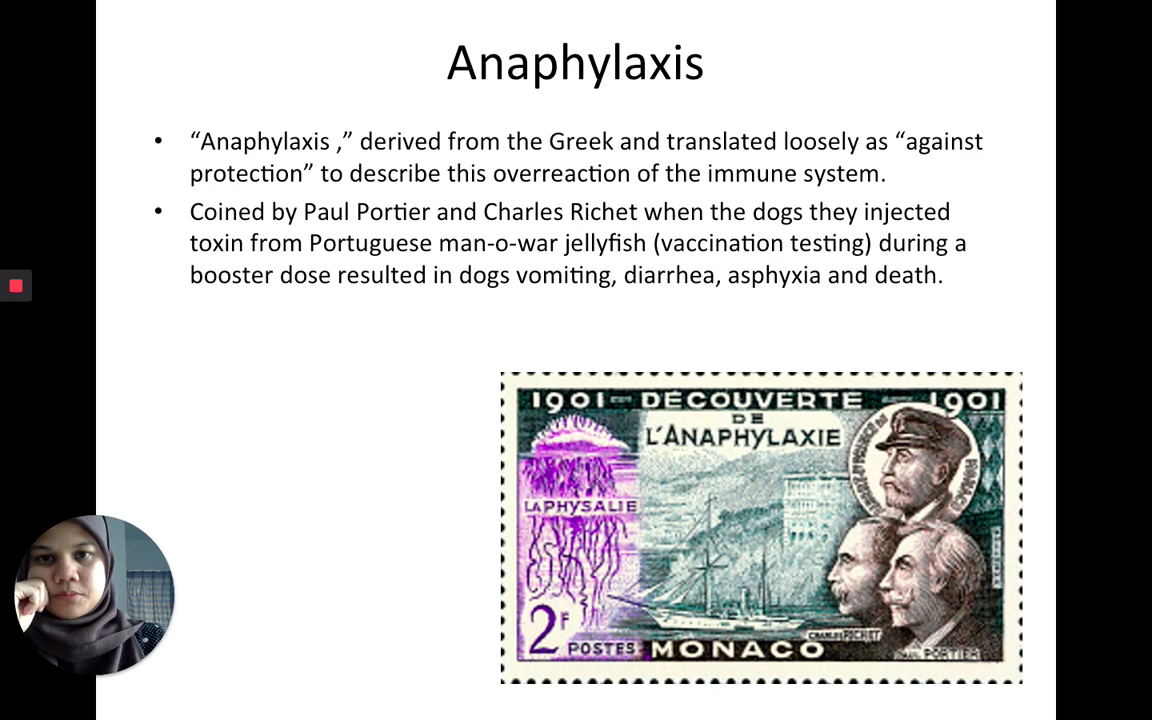 Anaphylaxis
• “Anaphylaxis ,” derived from the Greek and translated loosely as “against
protection” to describe this overreaction of the immune system.
• Coined by Paul Portier and Charles Richet when the dogs they injected
toxin from Portuguese man-o-war jellyfish (vaccination testing) during a
booster dose resulted in dogs vomiting, diarrhea, asphyxia and death.
1901 DÉCOUVERTE 1901
DE
L'ANAPHYLAXIE
LA PHYSALIE
2F
POSTES MONACO
CHARLES RICHET
PORTIER